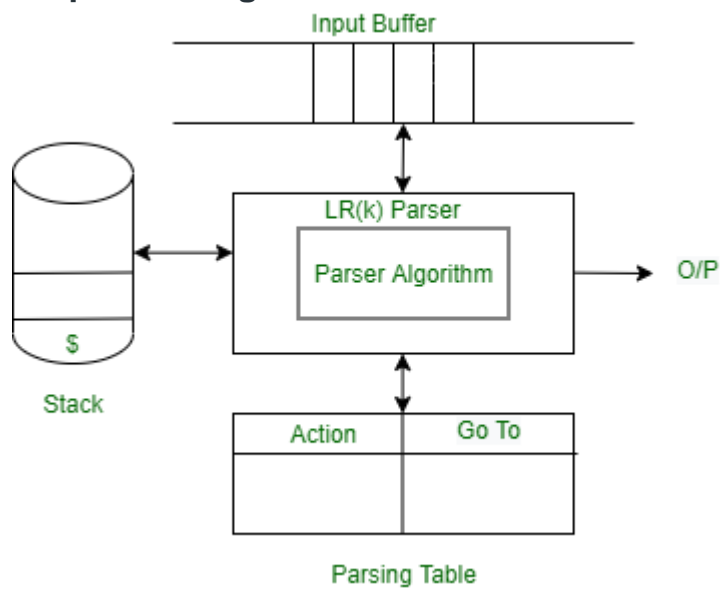 Input Buffer
LR(k) Parser
Parser Algorithm
O/P
$
Stack
Action
Go To
Parsing Table